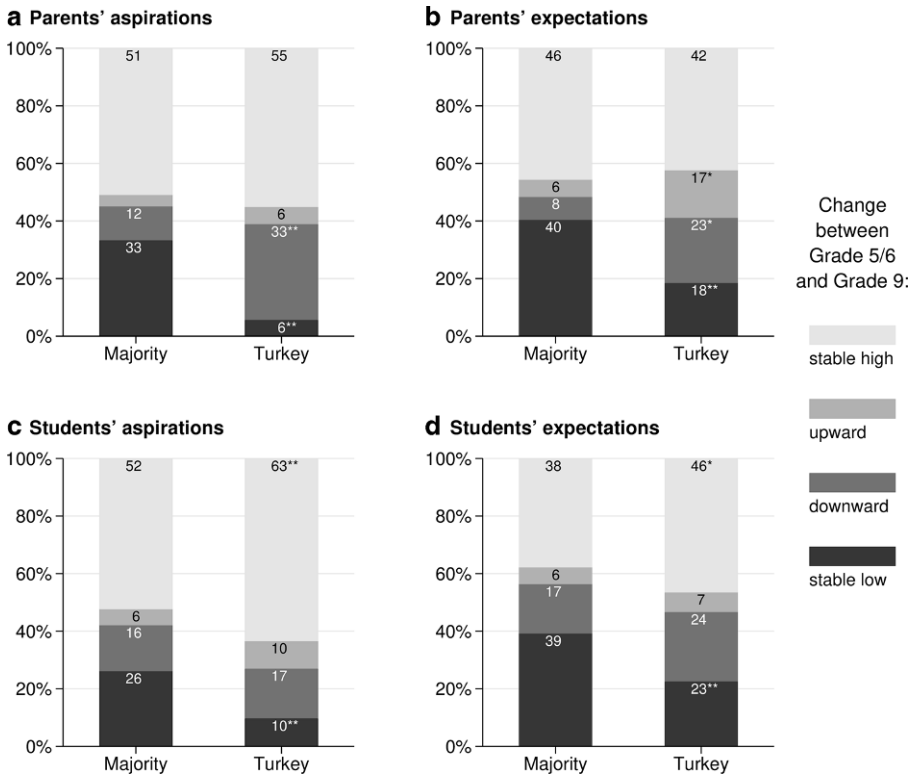 a Parents’ aspirations
100%
80%
60%
40%
20%
0%
51
12
33
55
6
33**
6**
Majority
Turkey
b Parents’ expectations
100%
80%
60%
40%
20%
0%
46
6
8
40
42
17*
23*
18**
Majority
Turkey
c Students’ aspirations
100%
80%
60%
40%
20%
0%
52
6
16
26
63**
10
17
10**
Majority
Turkey
d Students’ expectations
100%
80%
60%
40%
20%
0%
38
6
17
39
46*
7
24
23**
Majority
Turkey
Change
between
Grade 5/6
and Grade 9:
stable high
upward
downward
stable low